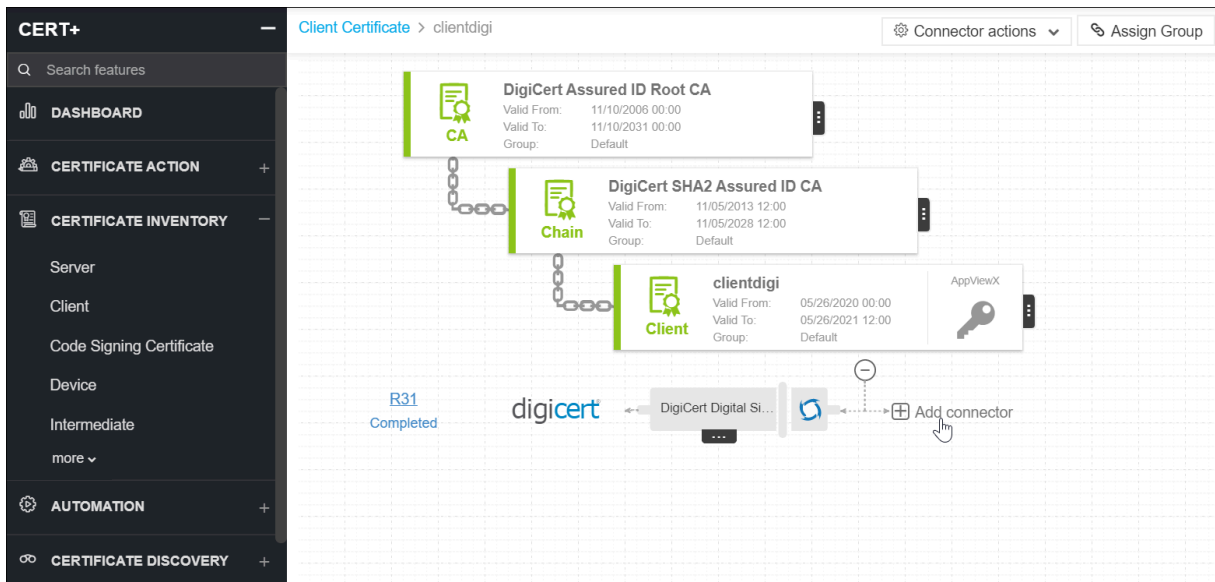 CERT+
Search features
DASHBOARD
CERTIFICATE ACTION
CERTIFICATE INVENTORY
Server
Client
Code Signing Certificate
Device
Intermediate
more
AUTOMATION
CERTIFICATE DISCOVERY
Client Certificate > clientdigi
Connector actions
Assign Group
CA
DigiCert Assured ID Root CA
Valid From: 11/10/2006 00:00
Valid To: 11/10/2031 00:00
Group: Default
Chain
DigiCert SHA2 Assured ID CA
Valid From: 11/05/2013 12:00
Valid To: 11/05/2028 12:00
Group: Default
Client
clientdigi
Valid From: 05/26/2020 00:00
Valid To: 05/26/2021 12:00
Group: Default
AppViewX
R31
Completed
digicert
DigiCert Digital Si...
Add connector